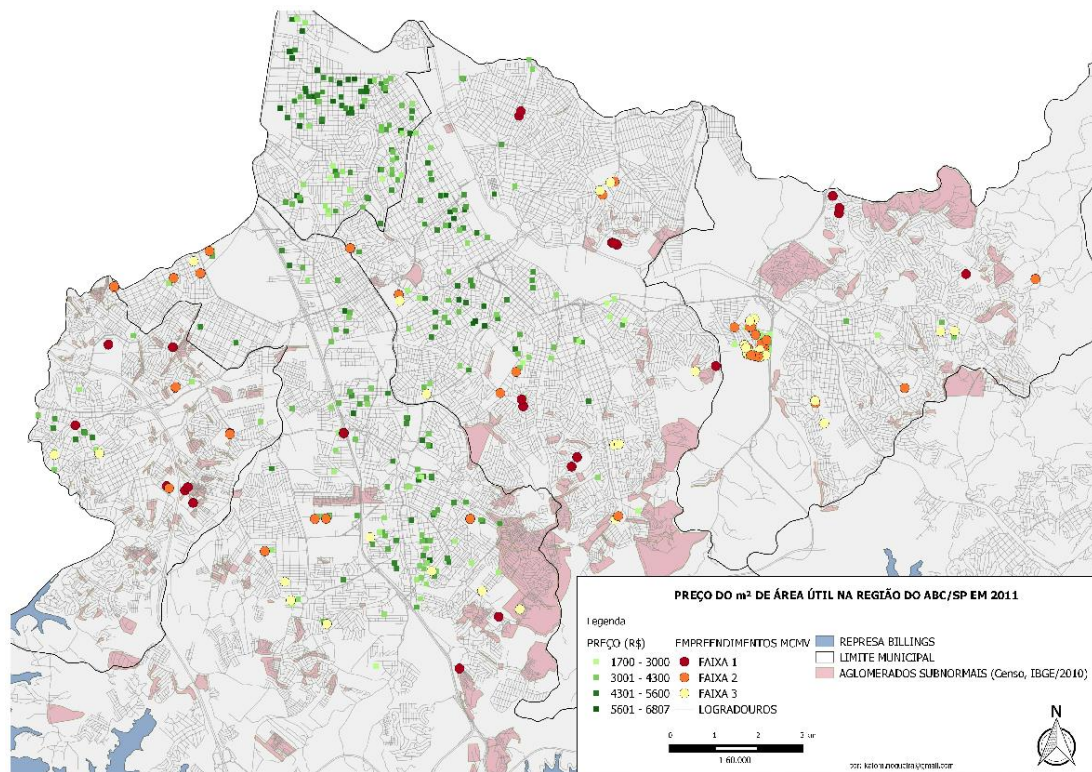 PREÇO DO m² DE ÁREA ÚTIL NA REGIÃO DO ABC/SP EM 2011
Legenda
PREÇO (R$)
1700 - 3000
3001 - 4300
4301 - 5600
5601 - 6807
EMPREENDIMENTOS MCMV
FAIXA 1
FAIXA 2
FAIXA 3
LOGRADOUROS
REPRESA BILLINGS
LIMITE MUNICIPAL
AGLOMERADOS SUBNORMAIS (Censo, IBGE/2010)
0 1 2 3 km
1:60.000
N